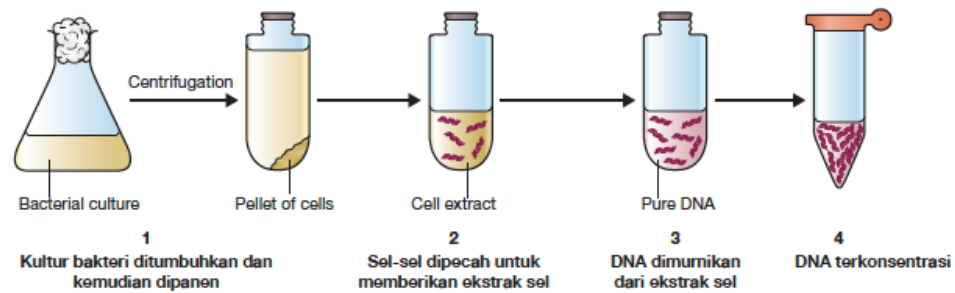 Centrifugation
Bacterial culture
Pellet of cells
Cell extract
Pure DNA
1
Kultur bakteri ditumbuhkan dan
kemudian dipanen
2
Sel-sel dipecah untuk
memberikan ekstrak sel
3
DNA dimurnikan
dari ekstrak sel
4
DNA terkonsentrasi